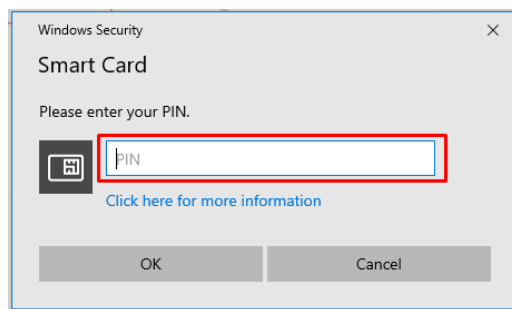 Windows Security
Smart Card
Please enter your PIN.
PIN
Click here for more information
OK
Cancel